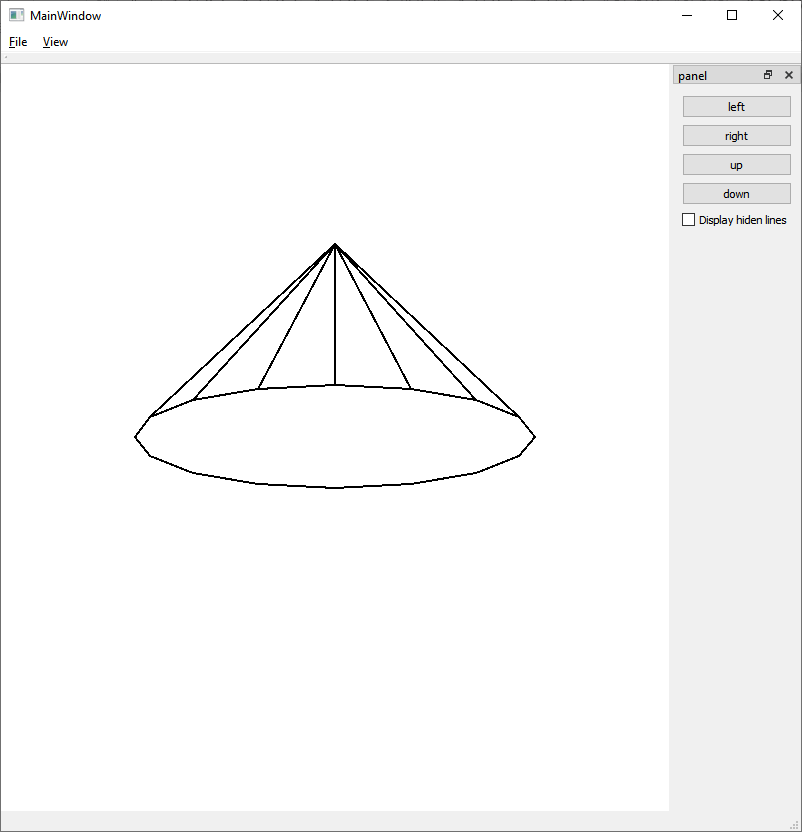 MainWindow
File View
panel
left
right
up
down
Display hiden lines